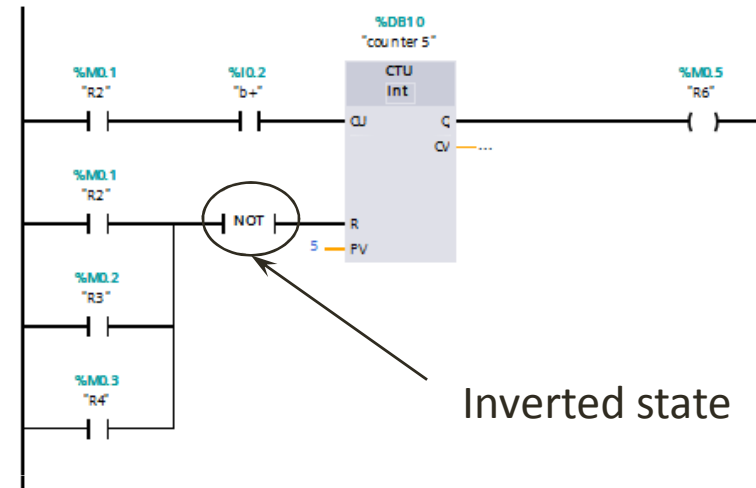 %DB10
"counter 5"
%M0.1
"R2"
%I0.2
"b+"
CTU
Int
%M0.5
"R6"
CU
Q
CV
...
%M0.1
"R2"
NOT
R
5
PV
%M0.2
"R3"
%M0.3
"R4"
Inverted state